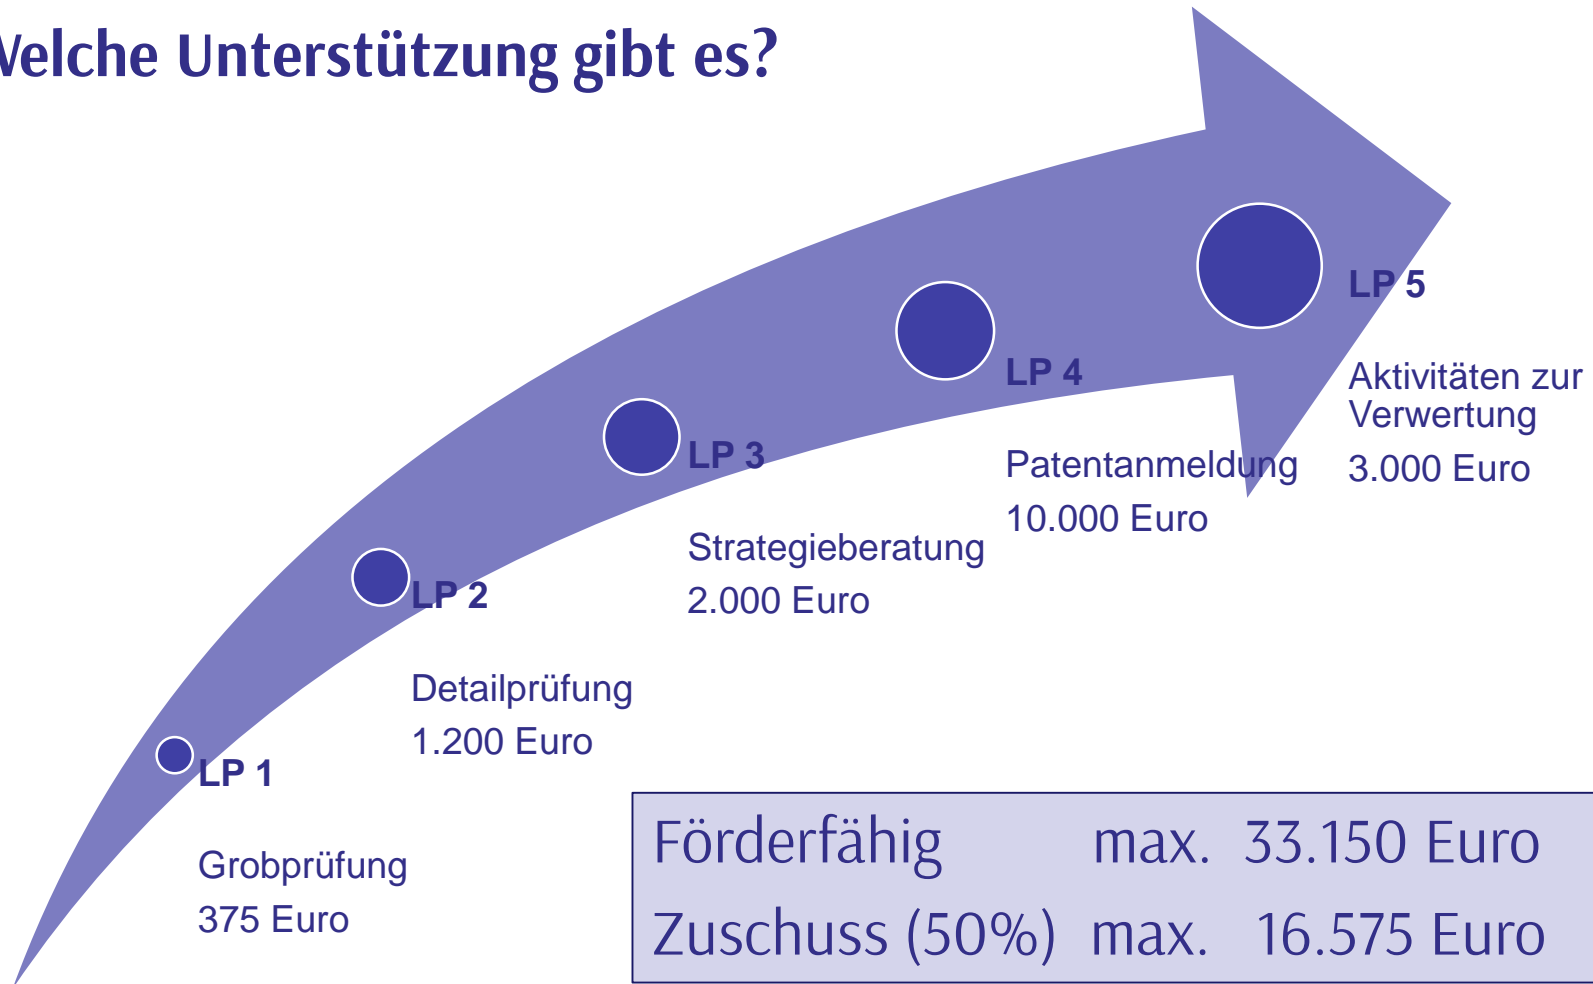 Welche Unterstützung gibt es?
LP 1
Grobprüfung
375 Euro
LP 2
Detailprüfung
1.200 Euro
LP 3
Strategieberatung
2.000 Euro
LP 4
Patentanmeldung
10.000 Euro
LP 5
Aktivitäten zur
Verwertung
3.000 Euro
Förderfähig max. 33.150 Euro
Zuschuss (50%) max. 16.575 Euro